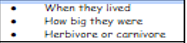 • When they lived
• How big they were
• Herbivore or carnivore